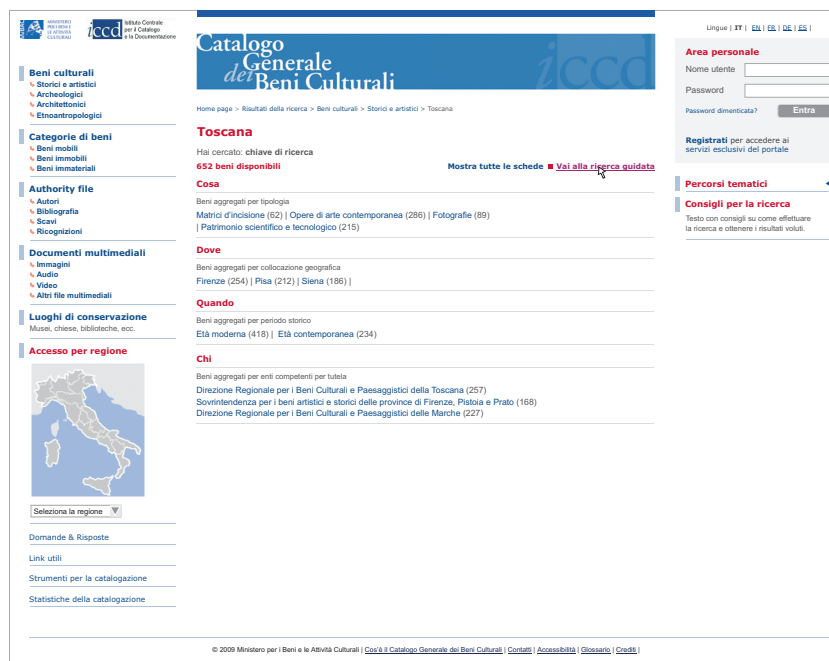 MINISTERO
PER I BENI E
LE ATTIVITÀ
CULTURALI
iccd
Istituto Centrale
per il Catalogo
e la Documentazione
Catalogo
Generale
dei Beni Culturali
iccd
Lingue | IT | EN | FR | DE | ES |
Area personale
Nome utente
Password
Password dimenticata?
Entra
Registrati per accedere ai
servizi esclusivi del portale
Percorsi tematici
Consigli per la ricerca
Testo con consigli su come effettuare
la ricerca e ottenere i risultati voluti.
Beni culturali
Storici e artistici
Archeologici
Architettonici
Etnoantropologici
Categorie di beni
Beni mobili
Beni immobili
Beni immateriali
Authority file
Autori
Bibliografia
Scavi
Ricognizioni
Documenti multimediali
Immagini
Audio
Video
Altri file multimediali
Luoghi di conservazione
Musei, chiese, biblioteche, ecc.
Accesso per regione
Seleziona la regione
Domande & Risposte
Link utili
Strumenti per la catalogazione
Statistiche della catalogazione
Home page > Risultati della ricerca > Beni culturali > Storici e artistici > Toscana
Toscana
Hai cercato: chiave di ricerca
652 beni disponibili
Mostra tutte le schede Vai alla ricerca guidata
Cosa
Beni aggregati per tipologia
Matrici d'incisione (62) | Opere di arte contemporanea (286) | Fotografie (89)
| Patrimonio scientifico e tecnologico (215)
Dove
Beni aggregati per collocazione geografica
Firenze (254) | Pisa (212) | Siena (186) |
Quando
Beni aggregati per periodo storico
Età moderna (418) | Età contemporanea (234)
Chi
Beni aggregati per enti competenti per tutela
Direzione Regionale per i Beni Culturali e Paesaggistici della Toscana (257)
Sovrintendenza per i beni artistici e storici delle province di Firenze, Pistoia e Prato (168)
Direzione Regionale per i Beni Culturali e Paesaggistici delle Marche (227)
© 2009 Ministero per i Beni e le Attività Culturali | Cos'è il Catalogo Generale dei Beni Culturali | Contatti | Accessibilità | Glossario | Crediti |